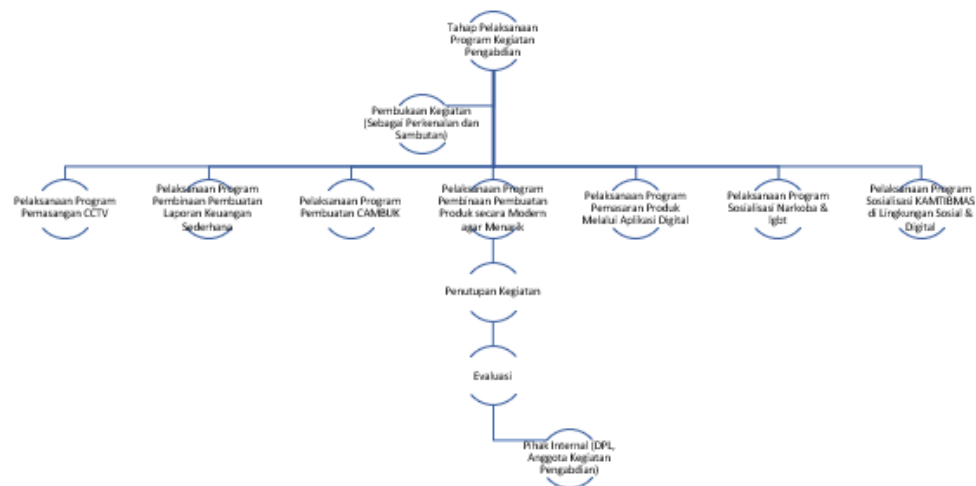 Tahap Pelaksanaan
Program Kegiatan
Pengabdian
Pembukaan Kegiatan
(Sebagai Perkenalan dan
Sambutan)
Pelaksanaan Program
Pemasangan CCTV
Pelaksanaan Program
Pembinaan Pembuatan
Laporan Keuangan
Sederhana
Pelaksanaan Program
Pembuatan CAMBUK
Pelaksanaan Program
Pembinaan Pembuatan
Produk secara Modern
agar Menapik
Pelaksanaan Program
Pemasaran Produk
Melalui Aplikasi Digital
Pelaksanaan Program
Sosialisasi Narkoba &
lgbt
Pelaksanaan Program
Sosialisasi KAMTIBMAS
di Lingkungan Sosial &
Digital
Penutupan Kegiatan
Evaluasi
Pihak Internal (DPL,
Anggota Kegiatan
Pengabdian)